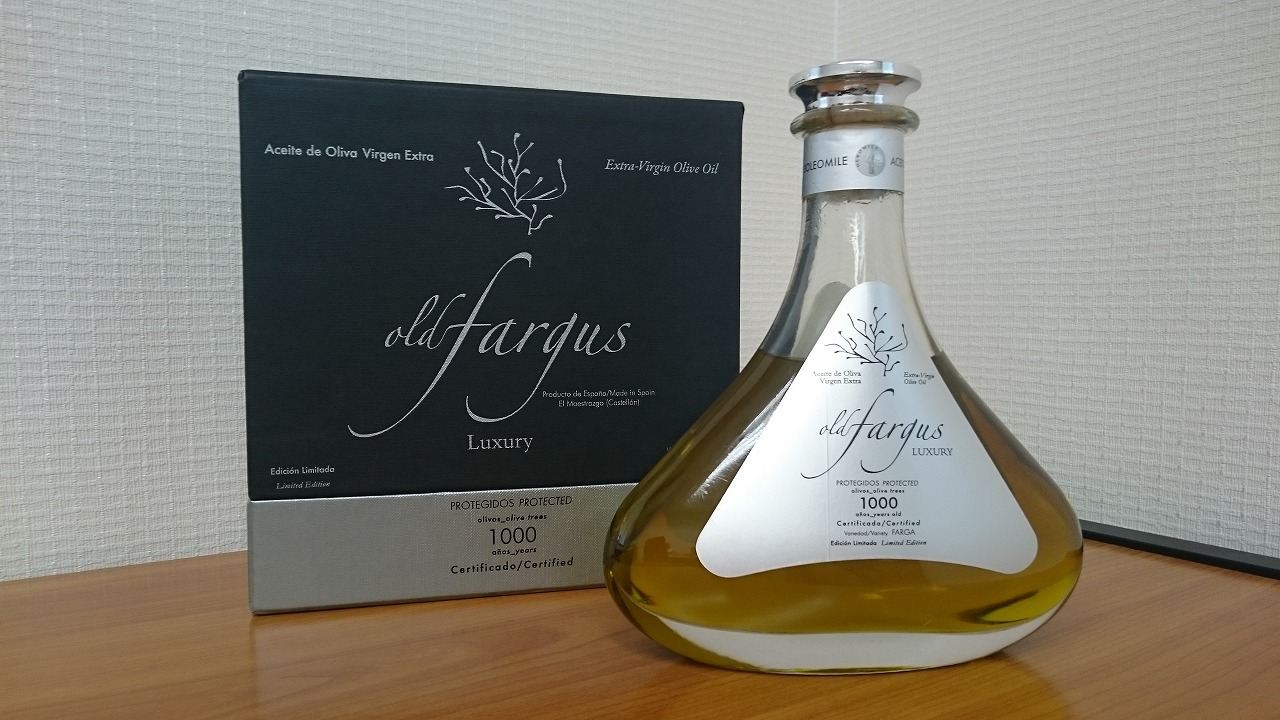 Aceite de Oliva Virgen Extra
Extra-Virgin Olive Oil
old fargus
Producto de España/Made in Spain
El Maestrazgo (Castellón)
Luxury
Edición Limitada
Limited Edition
PROTEGIDOS PROTECTED
olivos_olive trees
1000
años_years
Certificado/Certified
OLEOMILE
Aceite de Oliva
Virgen Extra
Extra-Virgin
Olive Oil
old fargus
LUXURY
PROTEGIDOS PROTECTED
olivos_olive trees
1000
años_years old
Certificado/Certified
Variedad/Variety FARGA
Edición Limitada Limited Edition